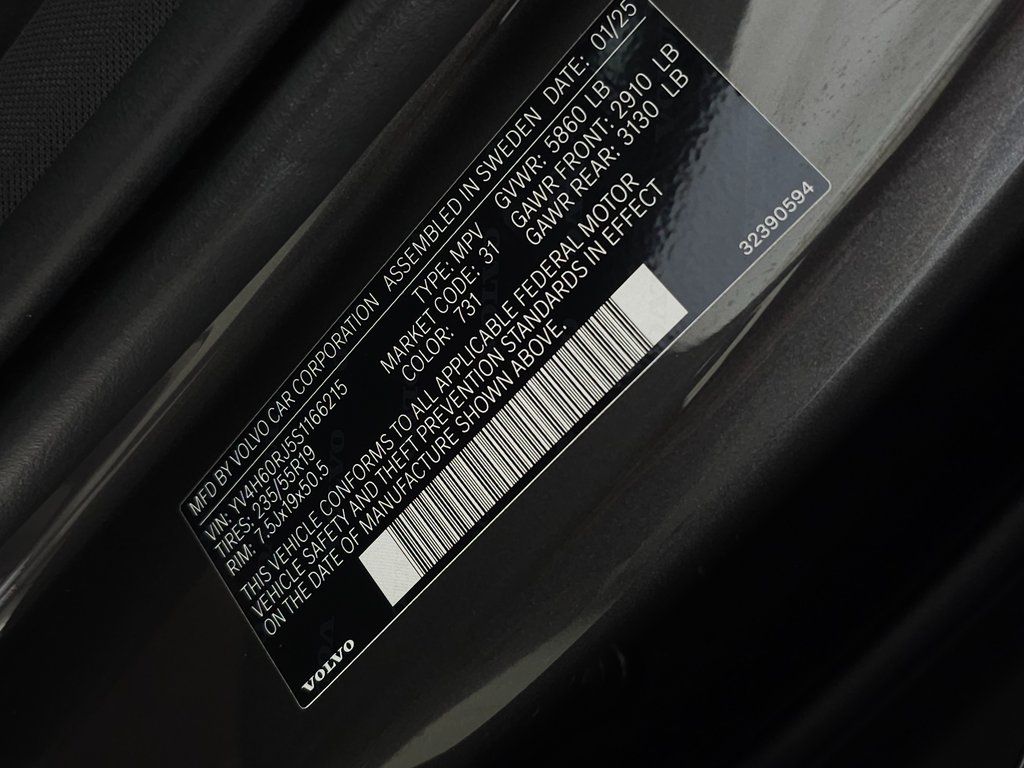 MFD BY VOLVO CAR CORPORATION ASSEMBLED IN SWEDEN DATE: 01/25
VIN: YV4H60RJ5S1166215 TYPE: MPV GVWR: 5860 LB
TIRES: 235/55R19 MARKET CODE: 31 GAWR FRONT: 2910 LB
RIM: 7.5Jx19x50.5 COLOR: 731 GAWR REAR: 3130 LB
THIS VEHICLE CONFORMS TO ALL APPLICABLE FEDERAL MOTOR
VEHICLE SAFETY AND THEFT PREVENTION STANDARDS IN EFFECT
ON THE DATE OF MANUFACTURE SHOWN ABOVE.
VOLVO 32390594